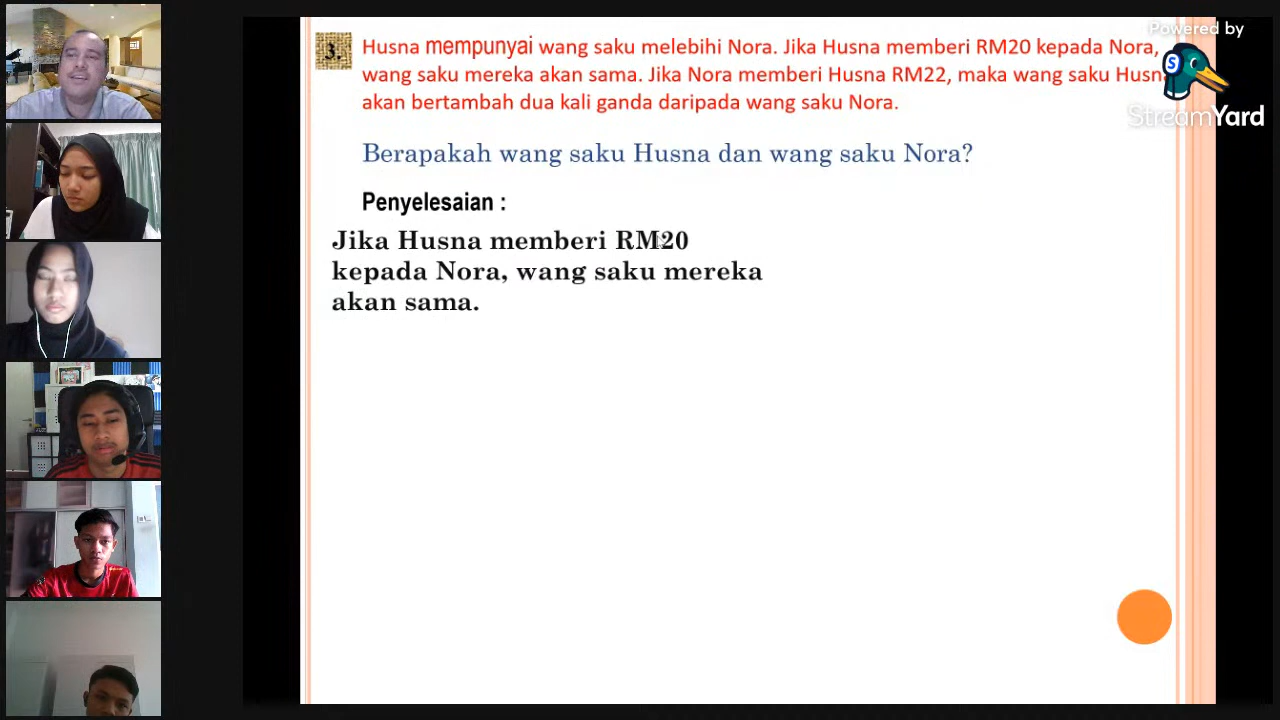 3.
Husna mempunyai wang saku melebihi Nora. Jika Husna memberi RM20 kepada Nora,
wang saku mereka akan sama. Jika Nora memberi Husna RM22, maka wang saku Husna
akan bertambah dua kali ganda daripada wang saku Nora.
Berapakah wang saku Husna dan wang saku Nora?
Penyelesaian :
Jika Husna memberi RM20
kepada Nora, wang saku mereka
akan sama.
Powered by
S
StreamYard